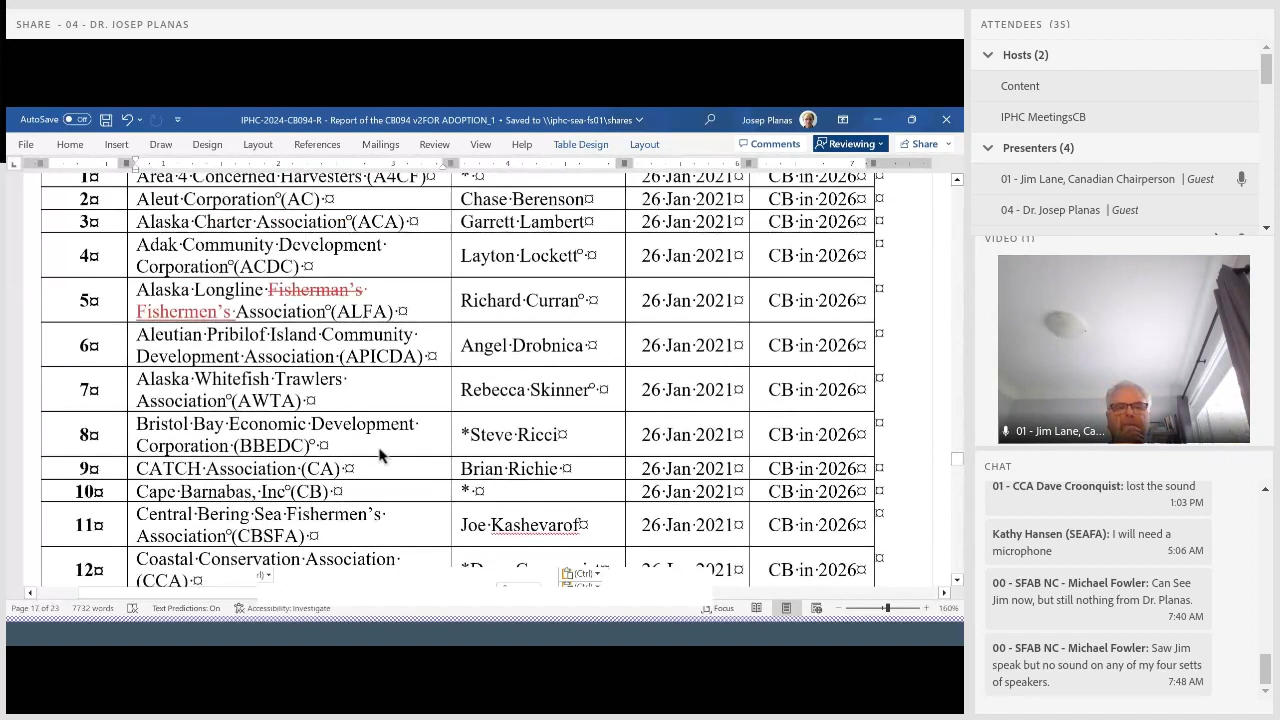 SHARE - 04 - DR. JOSEP PLANAS
AutoSave Off IPHC-2024-CB094-R - Report of the CB094 v2FOR ADOPTION_1 • Saved to \\iphc-sea-fs01\shares Josep Planas
File Home Insert Draw Design Layout References Mailings Review View Help Table Design Layout Comments Reviewing Share
1 2 3 4 6 7
1¤ Area·4·Concerned·Harvesters·(A4CF)¤ *·¤ 26·Jan·2021¤ CB·in·2026¤ ¤
2¤ Aleut·Corporation°(AC)·¤ Chase·Berenson¤ 26·Jan·2021¤ CB·in·2026¤ ¤
3¤ Alaska·Charter·Association°(ACA)·¤ Garrett·Lambert¤ 26·Jan·2021¤ CB·in·2026¤ ¤
4¤ Adak·Community·Development·
Corporation°(ACDC)·¤ Layton·Lockett°·¤ 26·Jan·2021¤ CB·in·2026¤ ¤
5¤ Alaska·Longline·Fisherman's·
Fishermen's·Association°(ALFA)·¤ Richard·Curran°·¤ 26·Jan·2021¤ CB·in·2026¤ ¤
6¤ Aleutian·Pribilof·Island·Community·
Development·Association·(APICDA)·¤ Angel·Drobnica·¤ 26·Jan·2021¤ CB·in·2026¤ ¤
7¤ Alaska·Whitefish·Trawlers·
Association°(AWTA)·¤ Rebecca·Skinner°·¤ 26·Jan·2021¤ CB·in·2026¤ ¤
8¤ Bristol·Bay·Economic·Development·
Corporation·(BBEDC)°·¤ *Steve·Ricci¤ 26·Jan·2021¤ CB·in·2026¤ ¤
9¤ CATCH·Association·(CA)·¤ Brian·Richie·¤ 26·Jan·2021¤ CB·in·2026¤ ¤
10¤ Cape·Barnabas,·Inc°(CB)·¤ *·¤ 26·Jan·2021¤ CB·in·2026¤ ¤
11¤ Central·Bering·Sea·Fishermen's·
Association°(CBSFA)·¤ Joe·Kashevarof¤ 26·Jan·2021¤ CB·in·2026¤ ¤
12¤ Coastal·Conservation·Association·
(CCA)·¤ 26·Jan·2021¤ CB·in·2026¤ ¤
(Ctrl)
Page 17 of 23 7732 words Text Predictions: On Accessibility: Investigate Focus 160%
ATTENDEES (35)
Hosts (2)
Content
IPHC MeetingsCB
Presenters (4)
01 - Jim Lane, Canadian Chairperson | Guest
04 - Dr. Josep Planas | Guest
VIDEO (1)
01 - Jim Lane, Ca...
CHAT
01 - CCA Dave Croonquist: lost the sound
1:03 PM
Kathy Hansen (SEAFA): I will need a
microphone 5:06 AM
00 - SFAB NC - Michael Fowler: Can See
Jim now, but still nothing from Dr. Planas.
7:40 AM
00 - SFAB NC - Michael Fowler: Saw Jim
speak but no sound on any of my four setts
of speakers. 7:48 AM